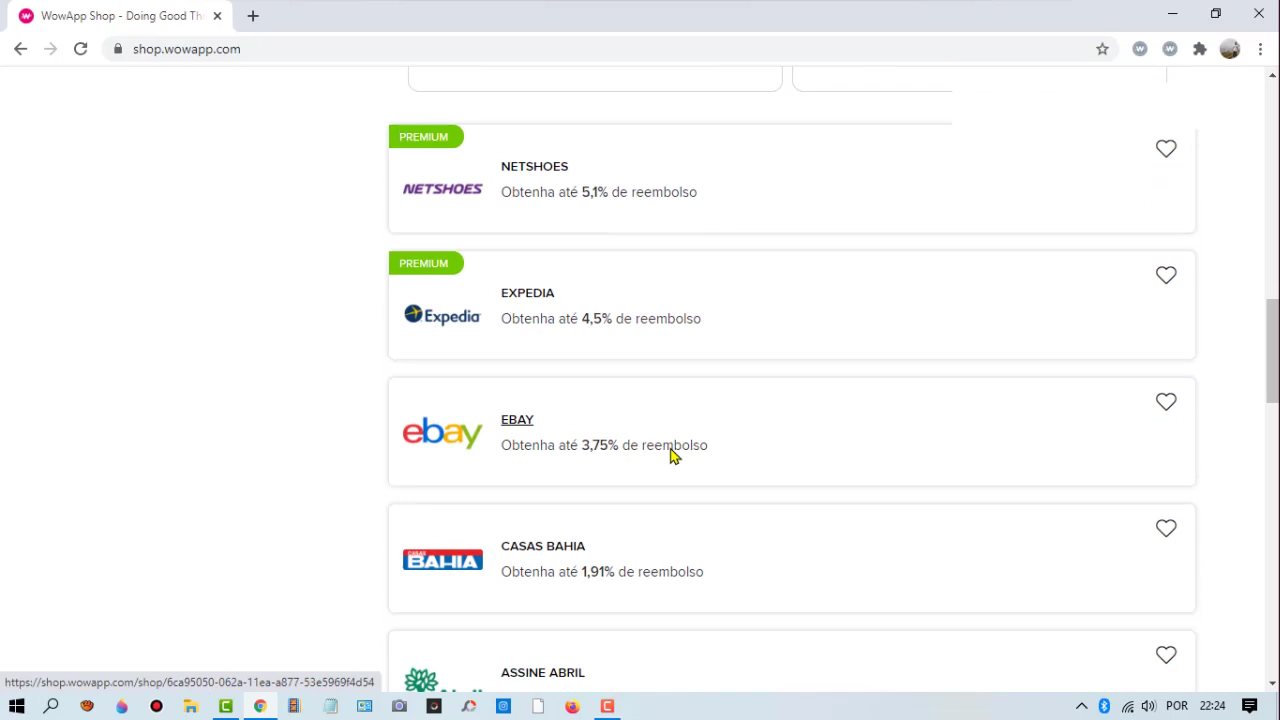 WowApp Shop - Doing Good Th
shop.wowapp.com
PREMIUM
NETSHOES
NETSHOES
Obtenha até 5,1% de reembolso
PREMIUM
Expedia
EXPEDIA
Obtenha até 4,5% de reembolso
ebay
EBAY
Obtenha até 3,75% de reembolso
CASAS
BAHIA
CASAS BAHIA
Obtenha até 1,91% de reembolso
ASSINE ABRIL
https://shop.wowapp.com/shop/6ca95050-062a-11ea-a877-53e5969f4d54
POR 22:24